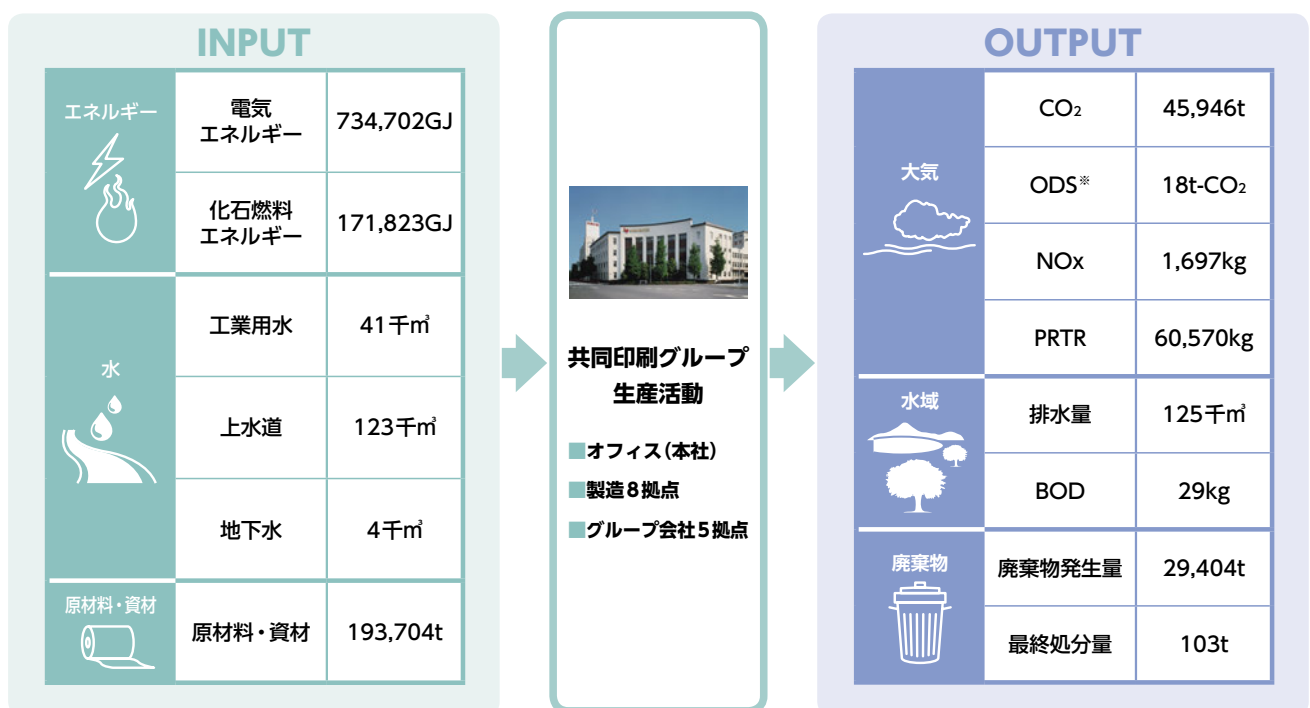 INPUT
エネルギー
電気
エネルギー
734,702GJ
化石燃料
エネルギー
171,823GJ
水
工業用水
41千㎥
上水道
123千㎥
地下水
4千㎥
原材料・資材
原材料・資材
193,704t
共同印刷グループ
生産活動
■オフィス(本社)
■製造8拠点
■グループ会社5拠点
OUTPUT
大気
CO₂
45,946t
ODS※
18t-CO₂
NOx
1,697kg
PRTR
60,570kg
水域
排水量
125千㎥
BOD
29kg
廃棄物
廃棄物発生量
29,404t
最終処分量
103t